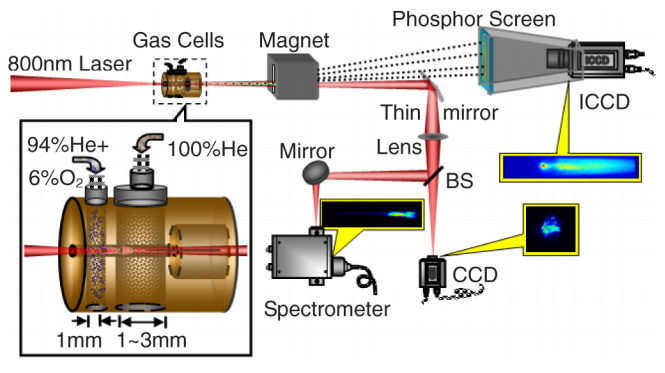 Phosphor Screen
Gas Cells
Magnet
800nm Laser
ICCD
ICCD
Thin mirror
94%He+
6%O₂
100%He
Lens
Mirror
BS
CCD
Spectrometer
1mm
1~3mm